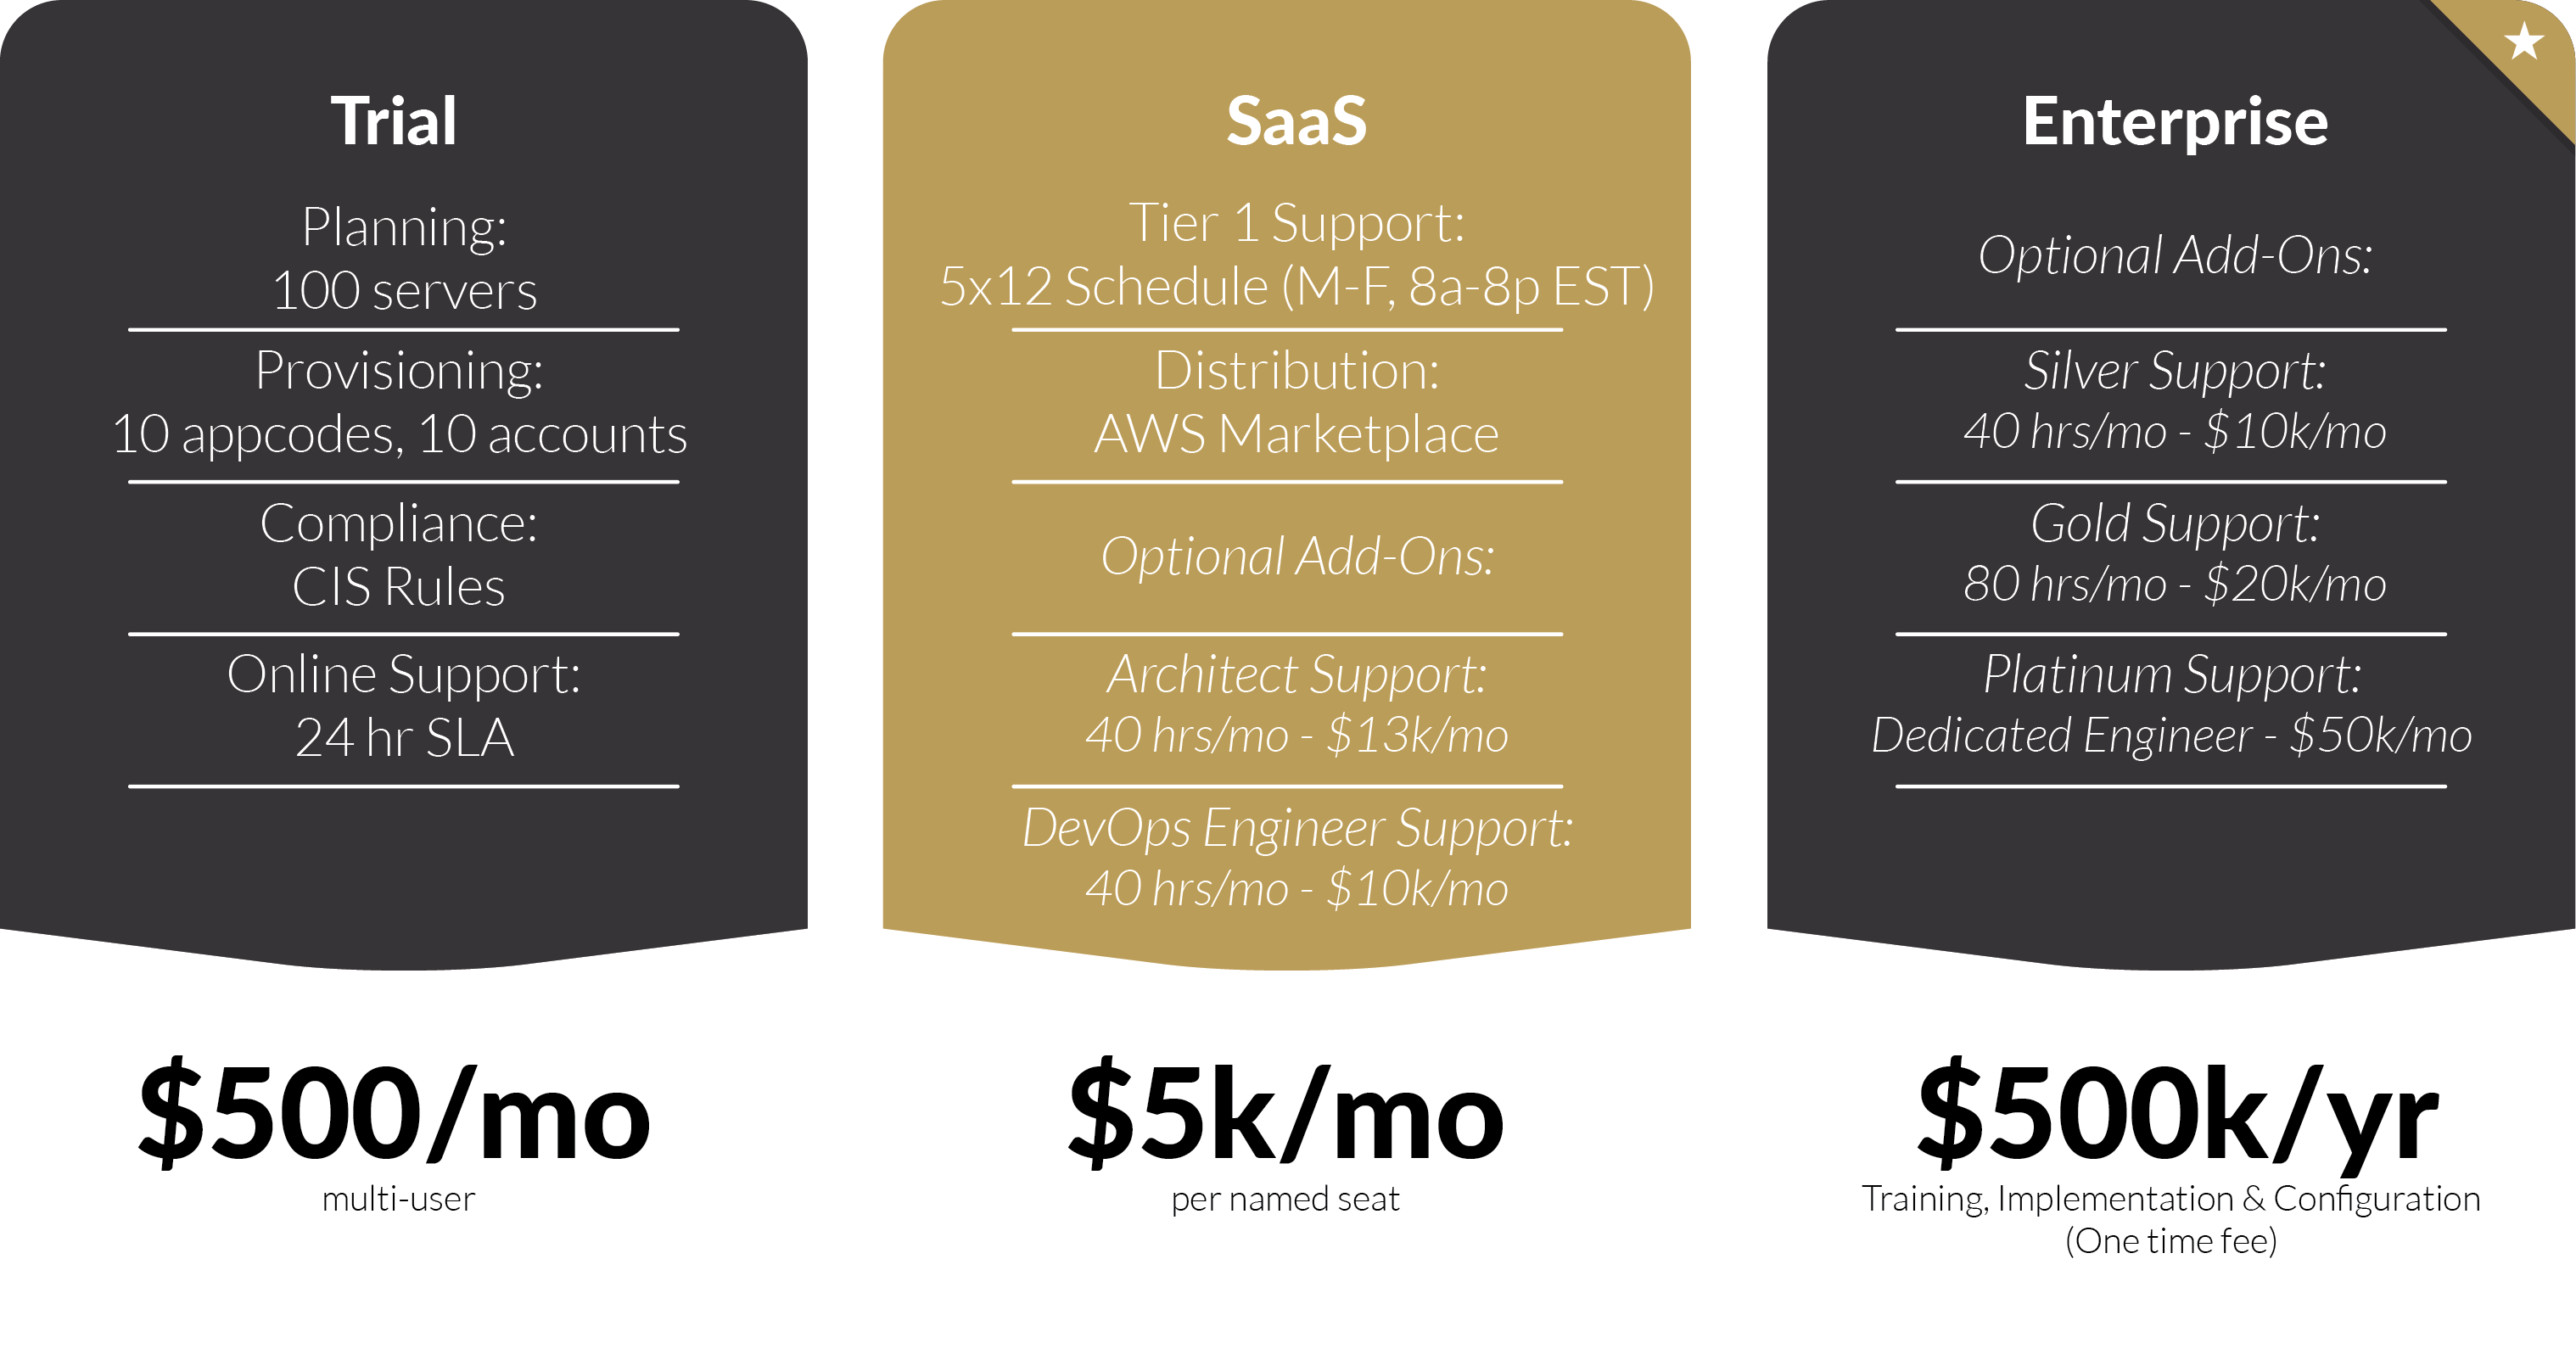 Trial
Planning:
100 servers
Provisioning:
10 appcodes, 10 accounts
Compliance:
CIS Rules
Online Support:
24 hr SLA
$500/mo
multi-user
SaaS
Tier 1 Support:
5x12 Schedule (M-F, 8a-8p EST)
Distribution:
AWS Marketplace
Optional Add-Ons:
Architect Support:
40 hrs/mo - $13k/mo
DevOps Engineer Support:
40 hrs/mo - $10k/mo
$5k/mo
per named seat
Enterprise
Optional Add-Ons:
Silver Support:
40 hrs/mo - $10k/mo
Gold Support:
80 hrs/mo - $20k/mo
Platinum Support:
Dedicated Engineer - $50k/mo
$500k/yr
Training, Implementation & Configuration
(One time fee)